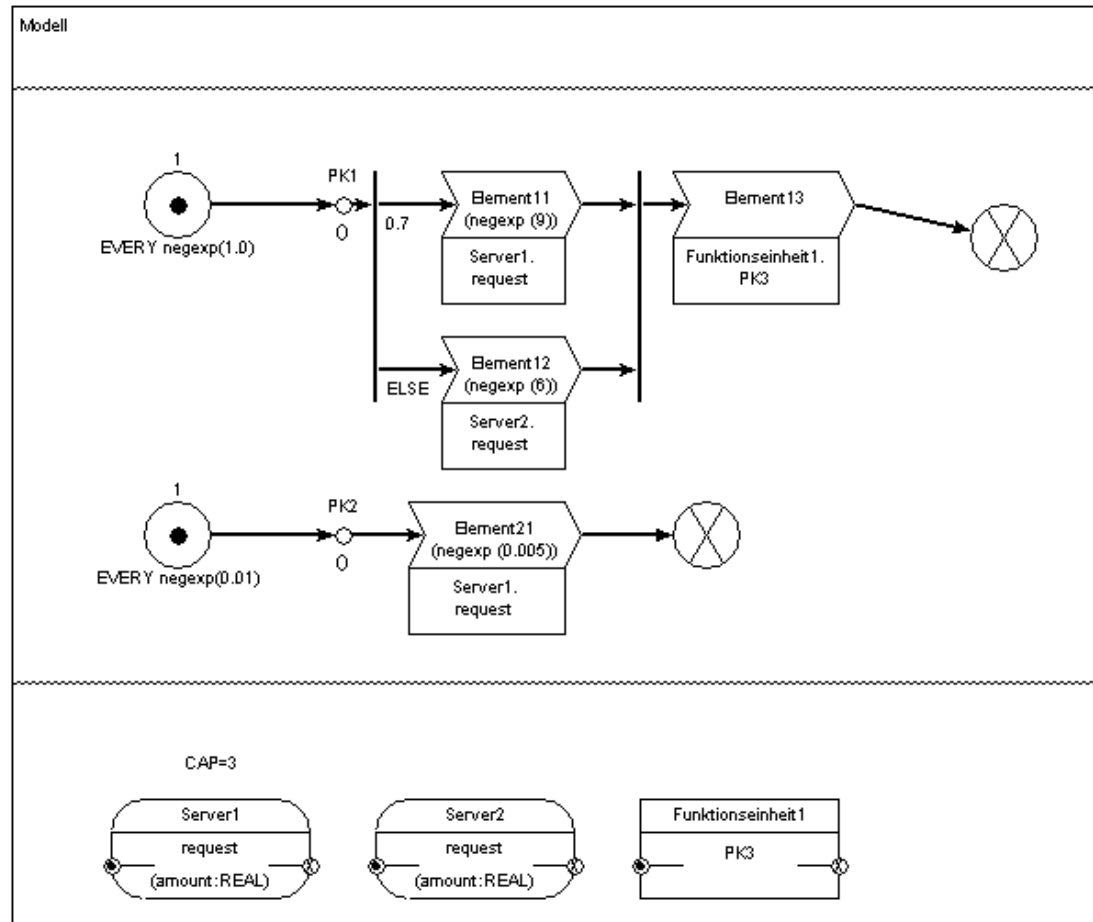 Modell
1
PK1
()
EVERY negexp(1.0)
0.7
Element11
(negexp (9))
Server1.
request
Element13
Funktionseinheit1.
PK3
ELSE
Element12
(negexp (6))
Server2.
request
1
PK2
()
EVERY negexp(0.01)
Element21
(negexp (0.005))
Server1.
request
CAP=3
Server1
request
(amount:REAL)
Server2
request
(amount:REAL)
Funktionseinheit1
PK3